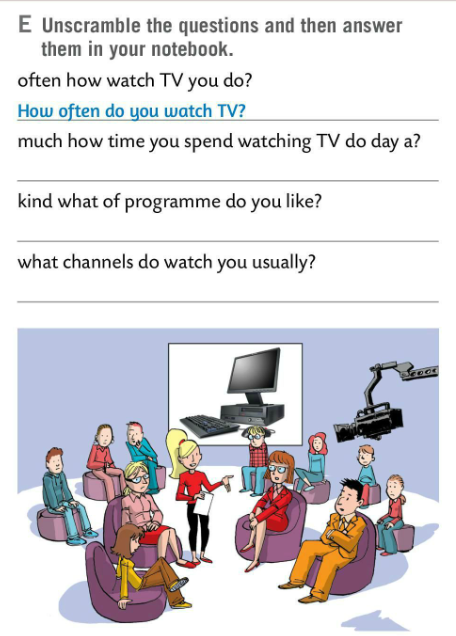 E Unscramble the questions and then answer
them in your notebook.
often how watch TV you do?
How often do you watch TV?
much how time you spend watching TV do day a?
kind what of programme do you like?
what channels do watch you usually?